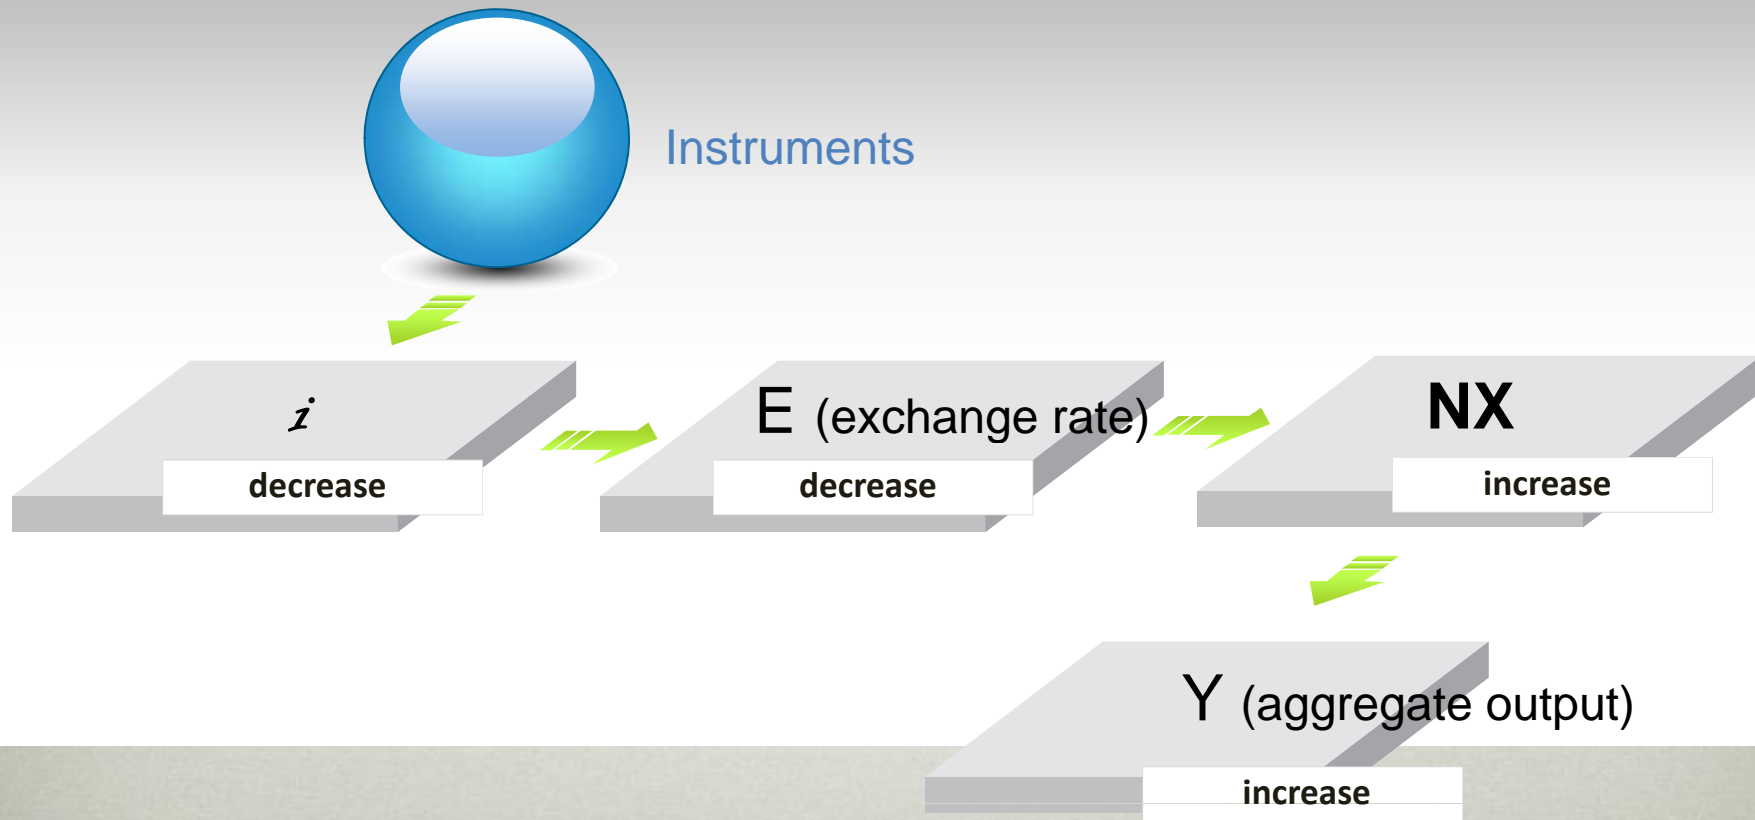 Instruments
i
decrease
E (exchange rate)
decrease
NX
increase
Y (aggregate output)
increase